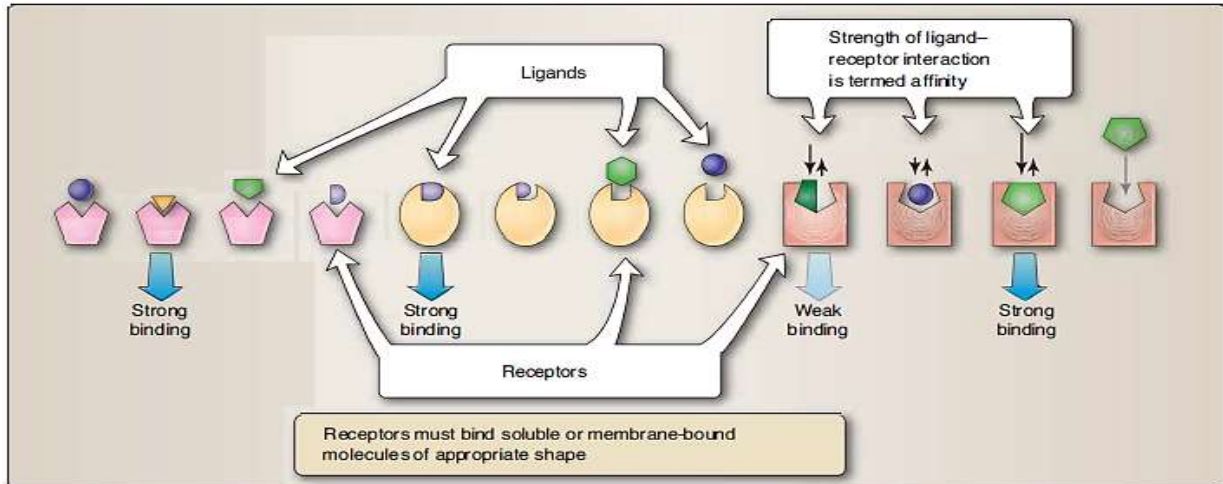 Ligands
Strength of ligand–
receptor interaction
is termed affinity
Strong
binding
Strong
binding
Weak
binding
Strong
binding
Receptors
Receptors must bind soluble or membrane-bound
molecules of appropriate shape